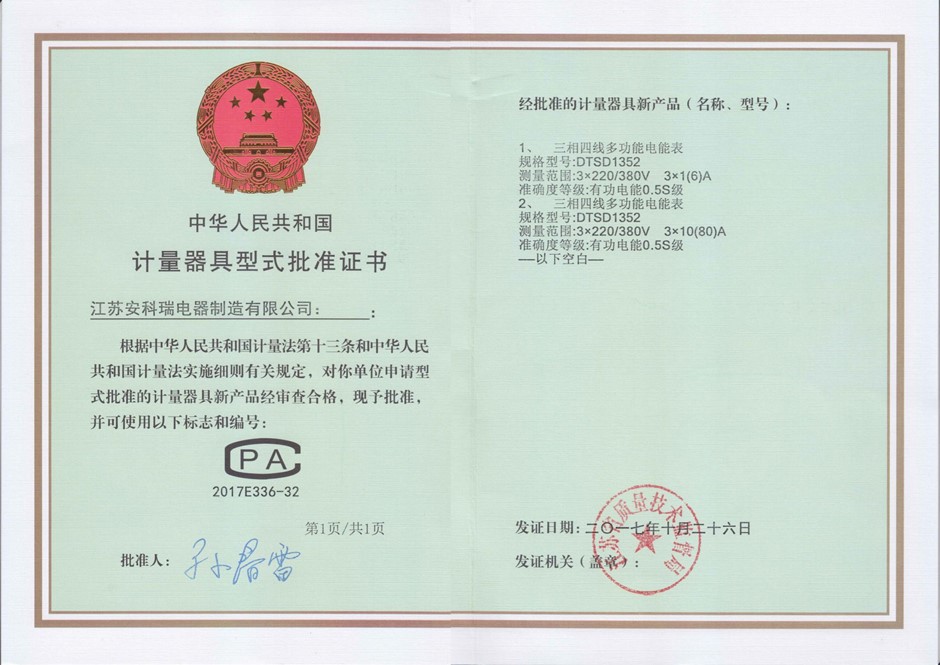 中华人民共和国
计量器具型式批准证书
江苏安科瑞电器制造有限公司：　　　：
根据中华人民共和国计量法第十三条和中华人民
共和国计量法实施细则有关规定，对你单位申请型
式批准的计量器具新产品经审查合格，现予批准，
并可使用以下标志和编号：
CPA
2017E336-32
第1页/共1页
批准人：
经批准的计量器具新产品（名称、型号）：
1、　三相四线多功能电能表
规格型号:DTSD1352
测量范围:3×220/380V　3×1(6)A
准确度等级:有功电能0.5S级
2、　三相四线多功能电能表
规格型号:DTSD1352
测量范围:3×220/380V　3×10(80)A
准确度等级:有功电能0.5S级
—以下空白—
发证日期:二〇一七年十月二十六日
发证机关（盖章）:
江苏省质量技术监督局